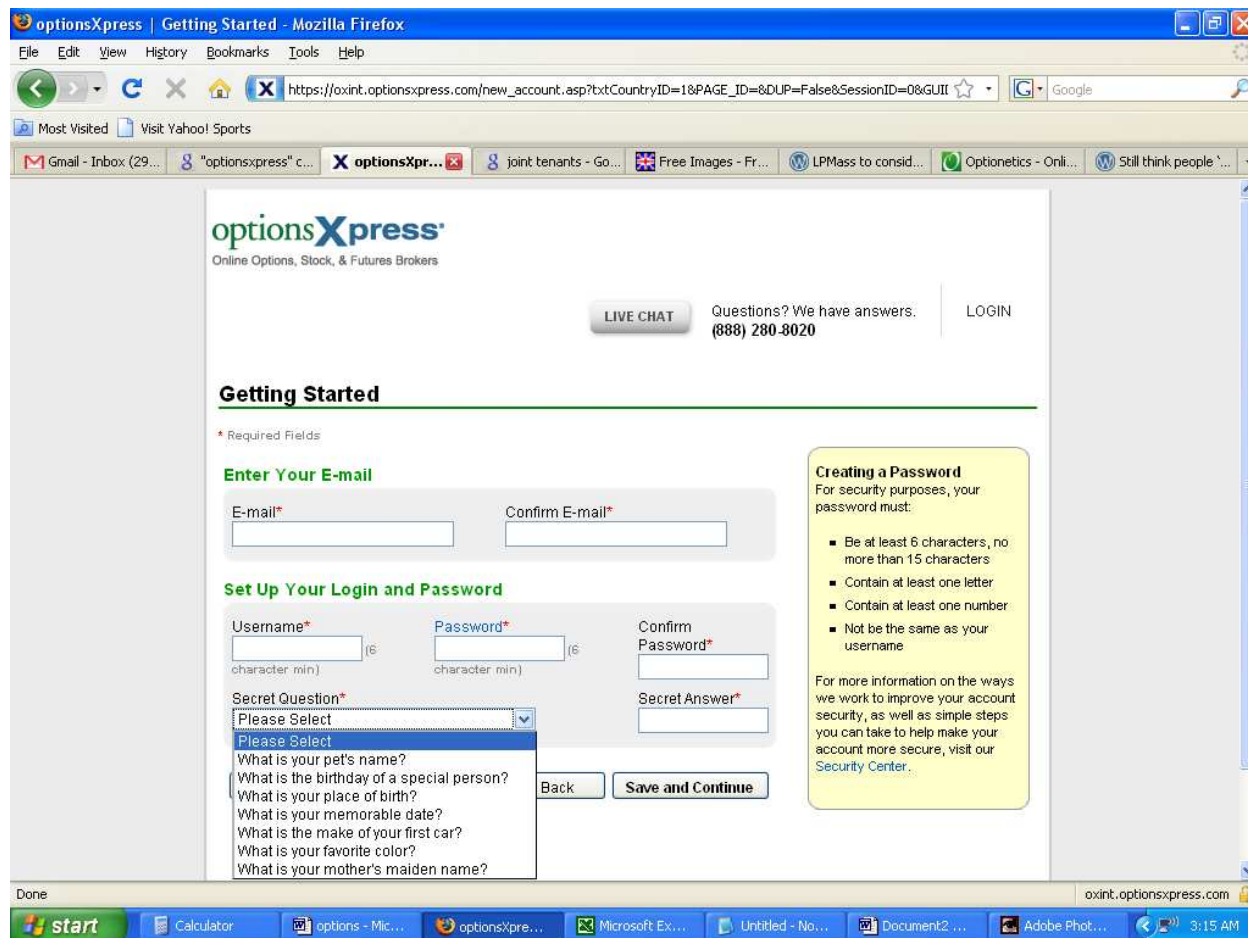 optionsXpress | Getting Started - Mozilla Firefox
File Edit View History Bookmarks Tools Help
https://oxint.optionsxpress.com/new_account.asp?txtCountryID=1&PAGE_ID=&DUP=False&SessionID=0&GUII
Google
Most Visited Visit Yahoo! Sports
Gmail - Inbox (29... "optionsxpress" c... optionsXpr... joint tenants - Go... Free Images - Fr... LPMass to consid... Optionetics - Onli... Still think people '...
optionsXpress
Online Options, Stock, & Futures Brokers
LIVE CHAT
Questions? We have answers.
(888) 280-8020
LOGIN
Getting Started
* Required Fields
Enter Your E-mail
E-mail* Confirm E-mail*
Set Up Your Login and Password
Username* Password* Confirm Password*
(6 character min) (6 character min)
Secret Question* Secret Answer*
Please Select
Please Select
What is your pet's name?
What is the birthday of a special person?
What is your place of birth?
What is your memorable date?
What is the make of your first car?
What is your favorite color?
What is your mother's maiden name?
Back Save and Continue
Creating a Password
For security purposes, your
password must:
Be at least 6 characters, no
more than 15 characters
Contain at least one letter
Contain at least one number
Not be the same as your
username
For more information on the ways
we work to improve your account
security, as well as simple steps
you can take to help make your
account more secure, visit our
Security Center.
Done oxint.optionsxpress.com
start Calculator options - Mic... optionsXpre... Microsoft Ex... Untitled - No... Document2 ... Adobe Phot... 3:15 AM